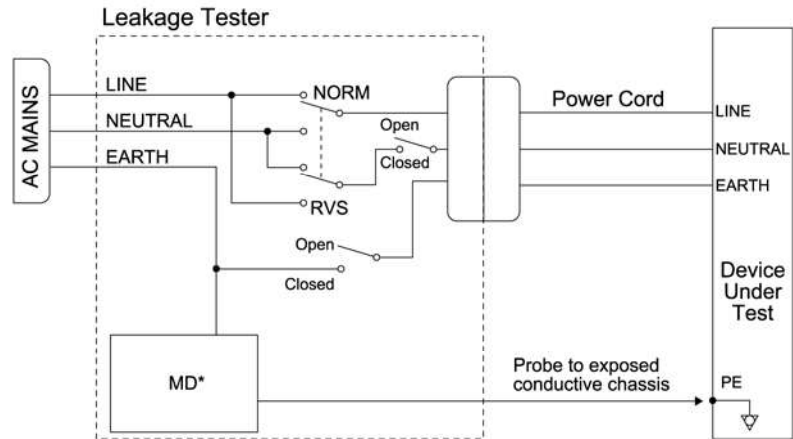 Leakage Tester
AC MAINS
LINE
NEUTRAL
EARTH
NORM
RVS
Open
Closed
Open
Closed
MD*
Power Cord
LINE
NEUTRAL
EARTH
Device
Under
Test
Probe to exposed
conductive chassis
PE